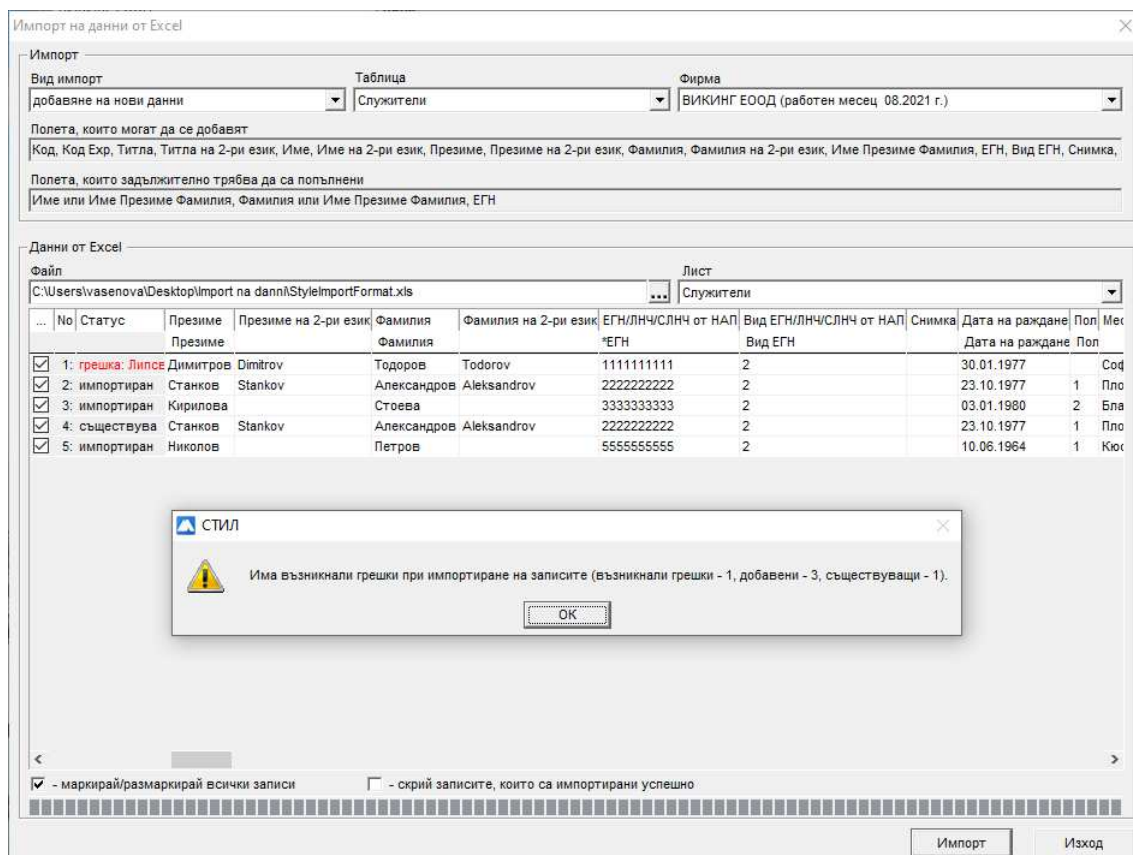 Импорт на данни от Excel
Импорт
Вид импорт Таблица Фирма
добавяне на нови данни Служители ВИКИНГ ЕООД (работен месец 08.2021 г.)
Полета, които могат да се добавят
Код, Код Exp, Титла, Титла на 2-ри език, Име, Име на 2-ри език, Презиме, Презиме на 2-ри език, Фамилия, Фамилия на 2-ри език, Име Презиме Фамилия, ЕГН, Вид ЕГН, Снимка,
Полета, които задължително трябва да са попълнени
Име или Име Презиме Фамилия, Фамилия или Име Презиме Фамилия, ЕГН
Данни от Excel
Файл Лист
C:\Users\vasenova\Desktop\Import na danni\StyleImportFormat.xls ... Служители
... No Статус Презиме Презиме на 2-ри език Фамилия Фамилия на 2-ри език ЕГН/ЛНЧ/СЛНЧ от НАП Вид ЕГН/ЛНЧ/СЛНЧ от НАП Снимка Дата на раждане Пол Мес
Презиме Фамилия *ЕГН Вид ЕГН Дата на раждане Пол
1: грешка: Липсе Димитров Dimitrov Тодоров Todorov 1111111111 2 30.01.1977 Соф
2: импортиран Станков Stankov Александров Aleksandrov 2222222222 2 23.10.1977 1 Пло
3: импортиран Кирилова Стоева 3333333333 2 03.01.1980 2 Бла
4: съществува Станков Stankov Александров Aleksandrov 2222222222 2 23.10.1977 1 Пло
5: импортиран Николов Петров 5555555555 2 10.06.1964 1 Кюс
СТИЛ
Има възникнали грешки при импортиране на записите (възникнали грешки - 1, добавени - 3, съществуващи - 1).
OK
- маркирай/размаркирай всички записи - скрий записите, които са импортирани успешно
Импорт Изход